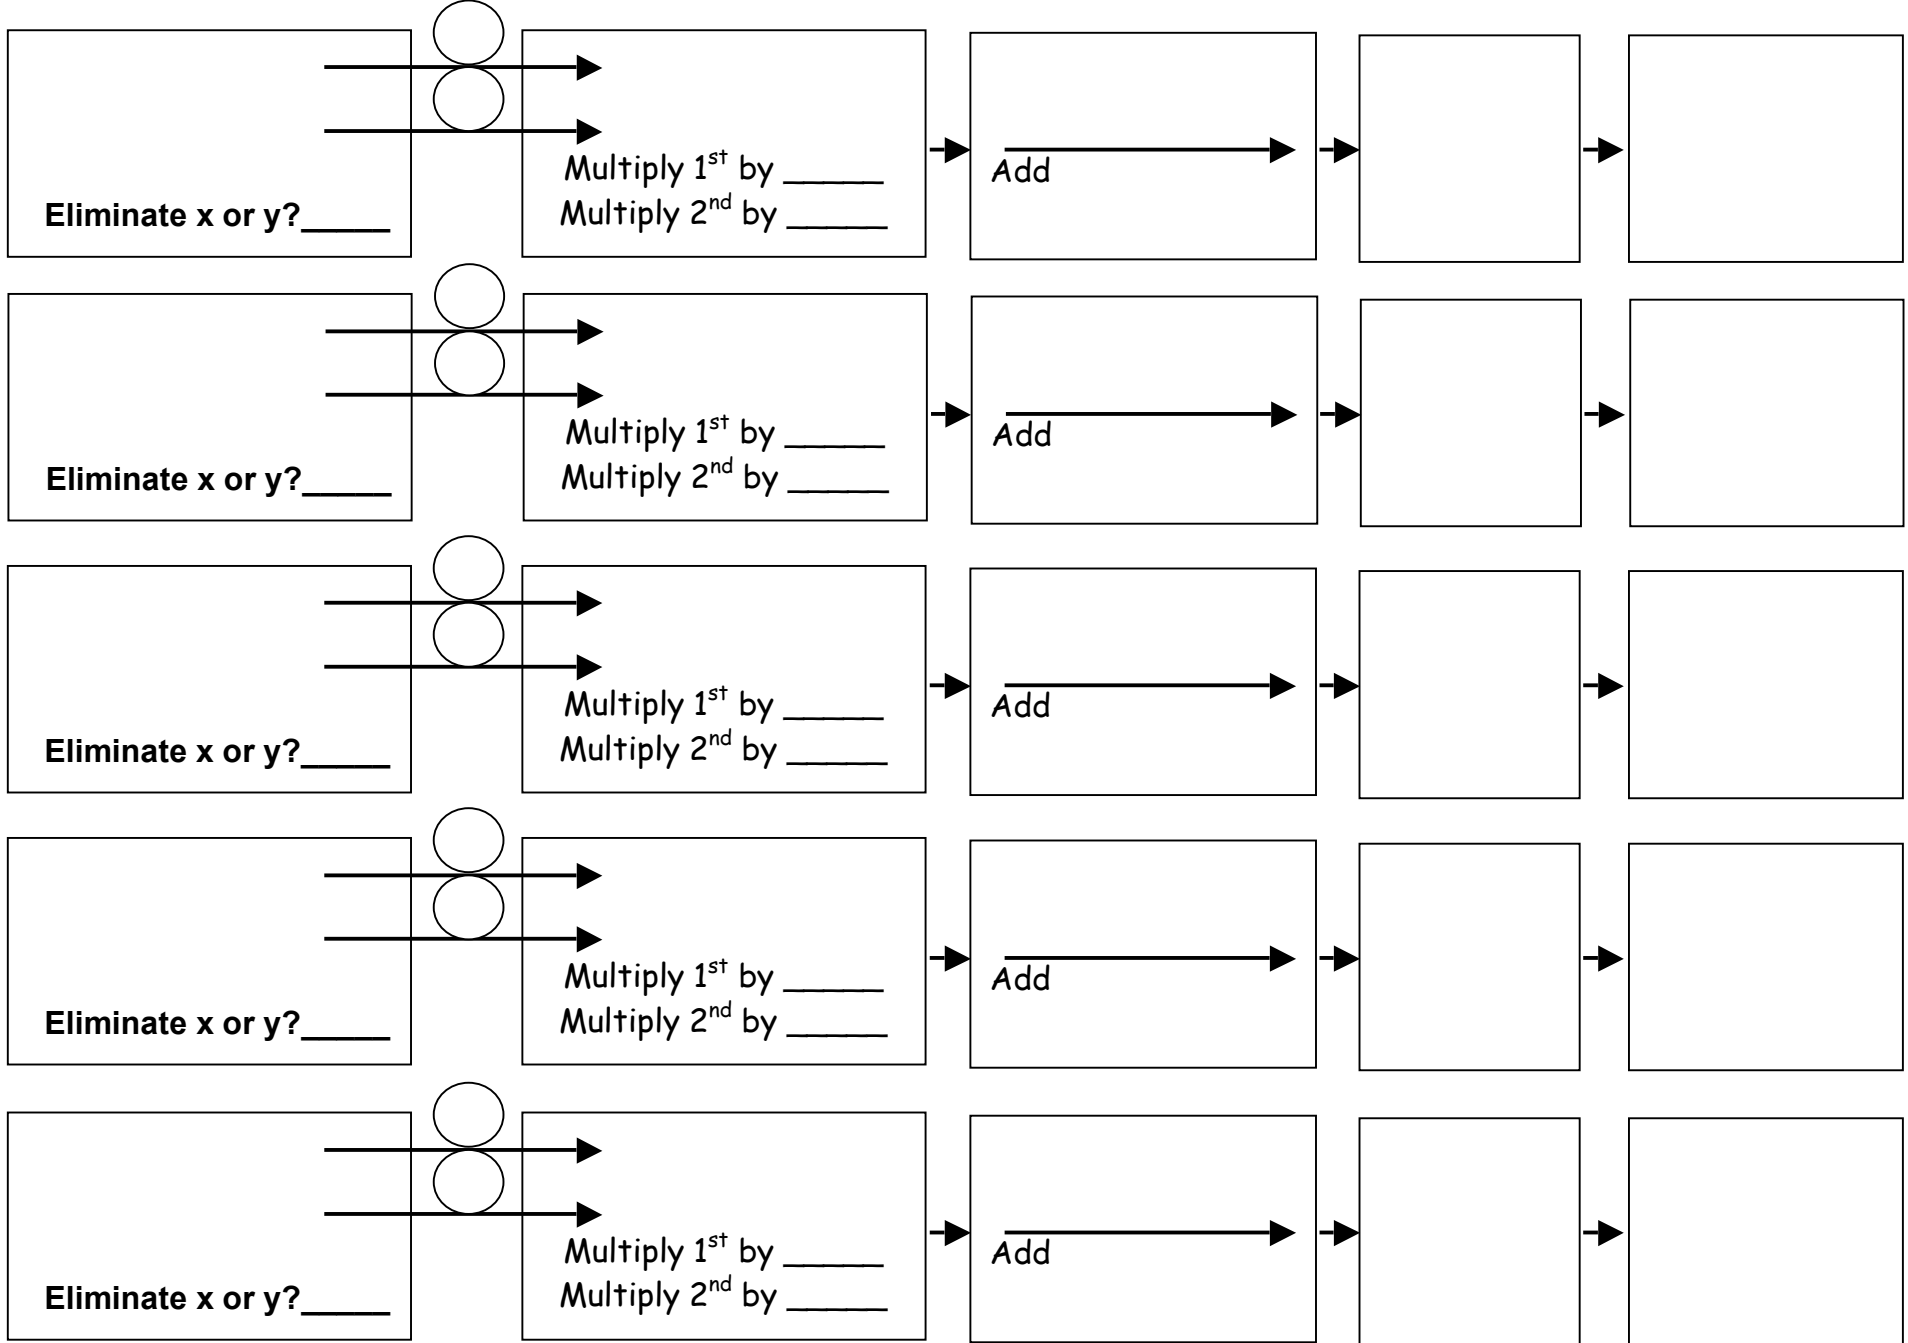 Multiply 1st by _____
Add
Multiply 2nd by _____
Eliminate x or y?_____
Multiply 1st by _____
Add
Multiply 2nd by _____
Eliminate x or y?_____
Multiply 1st by _____
Add
Multiply 2nd by _____
Eliminate x or y?_____
Multiply 1st by _____
Add
Multiply 2nd by _____
Eliminate x or y?_____
Multiply 1st by _____
Add
Multiply 2nd by _____
Eliminate x or y?_____